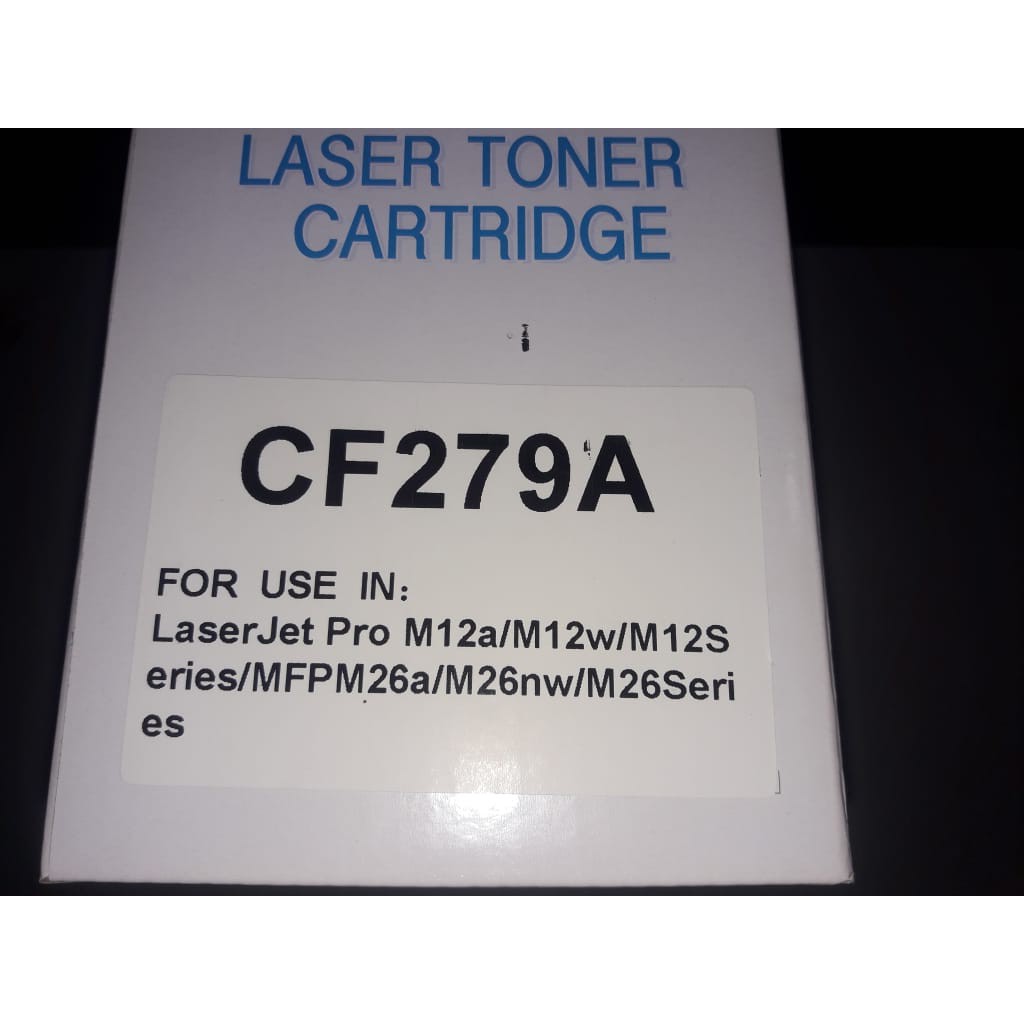 LASER TONER
CARTRIDGE
CF279A
FOR USE IN:
LaserJet Pro M12a/M12w/M12S
eries/MFPM26a/M26nw/M26Seri
es